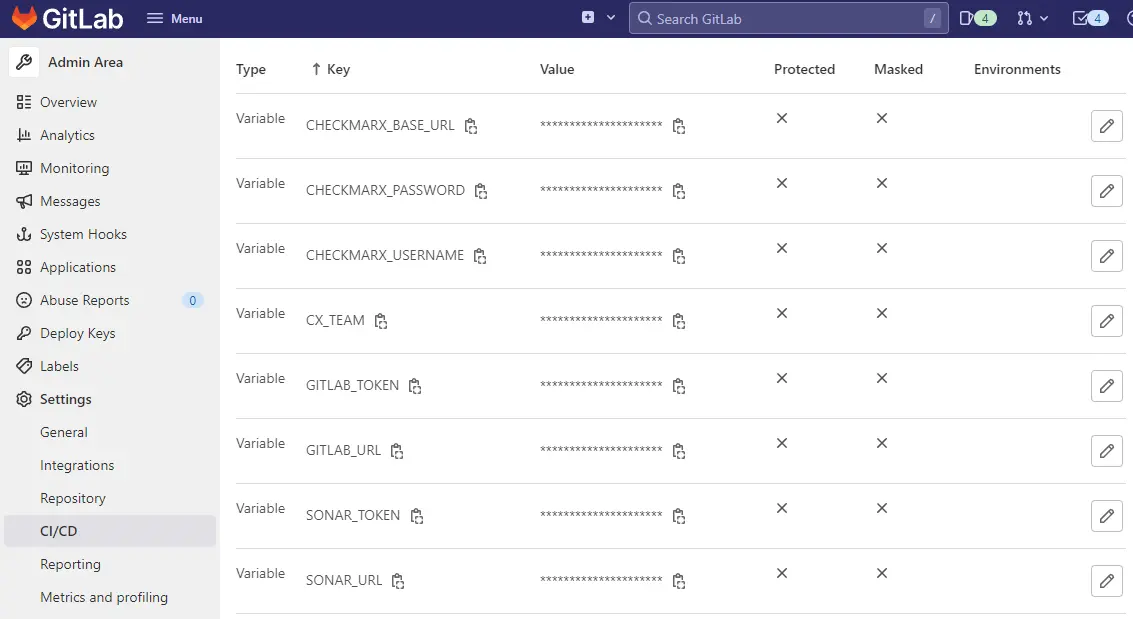 GitLab Menu Search GitLab / 4 4
Admin Area
Overview
Analytics
Monitoring
Messages
System Hooks
Applications
Abuse Reports 0
Deploy Keys
Labels
Settings
General
Integrations
Repository
CI/CD
Reporting
Metrics and profiling
Type ↑ Key Value Protected Masked Environments
Variable CHECKMARX_BASE_URL ********************* ✕ ✕
Variable CHECKMARX_PASSWORD ********************* ✕ ✕
Variable CHECKMARX_USERNAME ********************* ✕ ✕
Variable CX_TEAM ********************* ✕ ✕
Variable GITLAB_TOKEN ********************* ✕ ✕
Variable GITLAB_URL ********************* ✕ ✕
Variable SONAR_TOKEN ********************* ✕ ✕
Variable SONAR_URL ********************* ✕ ✕